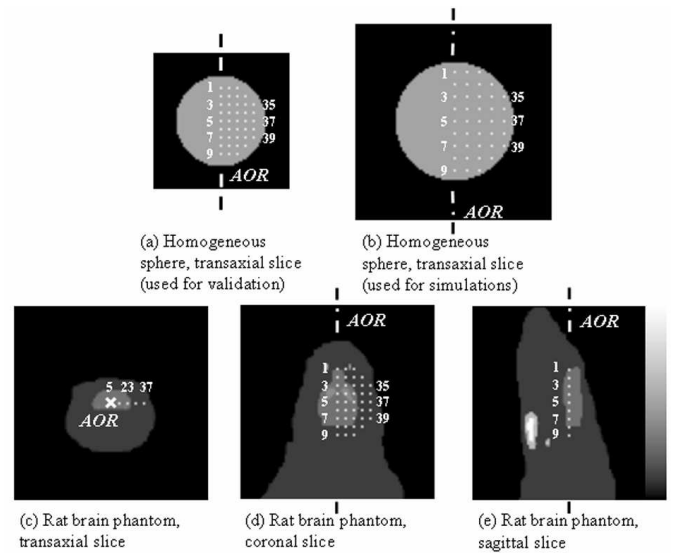 1
3
5
7
9
35
37
39
AOR
1
3
5
7
9
35
37
39
AOR
(a) Homogeneous
sphere, transaxial slice
(used for validation)
(b) Homogeneous
sphere, transaxial slice
(used for simulations)
5 23 37
AOR
AOR
1
3
5
7
9
35
37
39
AOR
1
3
5
7
9
(c) Rat brain phantom,
transaxial slice
(d) Rat brain phantom,
coronal slice
(e) Rat brain phantom,
sagittal slice